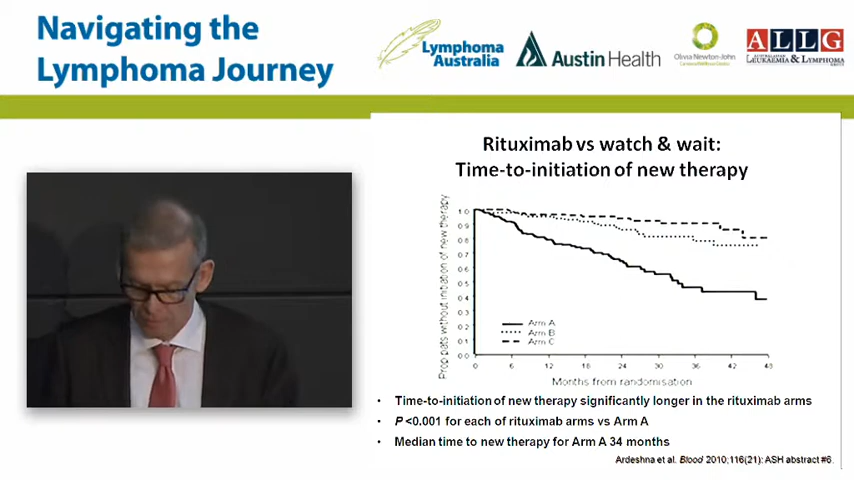 Navigating the
Lymphoma Journey
Lymphoma
Australia
Austin Health
Olivia Newton-John
ALLG
LEUKAEMIA & LYMPHOMA
Rituximab vs watch & wait:
Time-to-initiation of new therapy
Prop pats without initiation of new therapy
1.0
0.9
0.8
0.7
0.6
0.5
0.4
0.3
0.2
0.1
0.0
Arm A
Arm B
Arm C
0 6 12 18 24 30 36 42 48
Months from randomisation
• Time-to-initiation of new therapy significantly longer in the rituximab arms
• P <0.001 for each of rituximab arms vs Arm A
• Median time to new therapy for Arm A 34 months
Ardeshna et al. Blood 2010;116(21): ASH abstract #6.